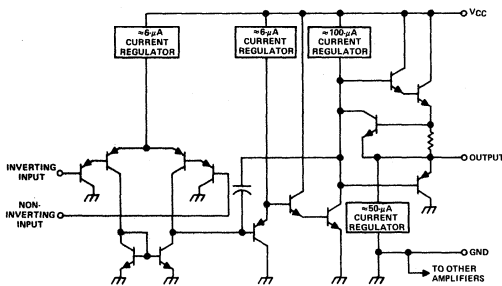 VCC
≈6-μA
CURRENT
REGULATOR
≈6-μA
CURRENT
REGULATOR
≈100-μA
CURRENT
REGULATOR
INVERTING
INPUT
NON-
INVERTING
INPUT
OUTPUT
≈50-μA
CURRENT
REGULATOR
GND
TO OTHER
AMPLIFIERS